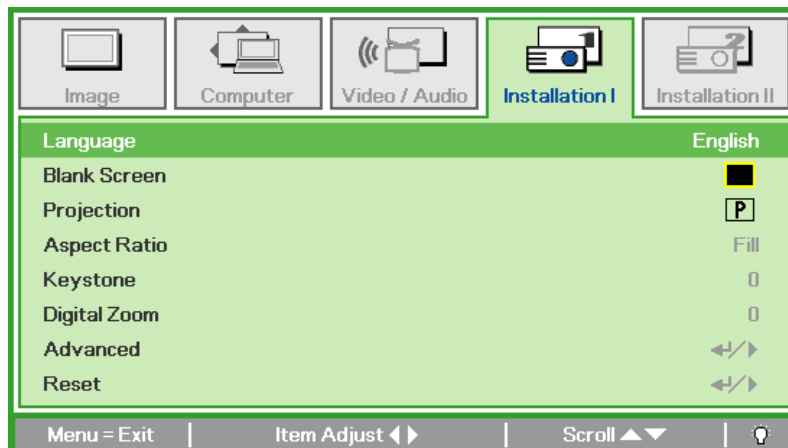 Image Computer Video / Audio Installation I Installation II
Language English
Blank Screen
Projection P
Aspect Ratio Fill
Keystone 0
Digital Zoom 0
Advanced
Reset
Menu = Exit Item Adjust Scroll